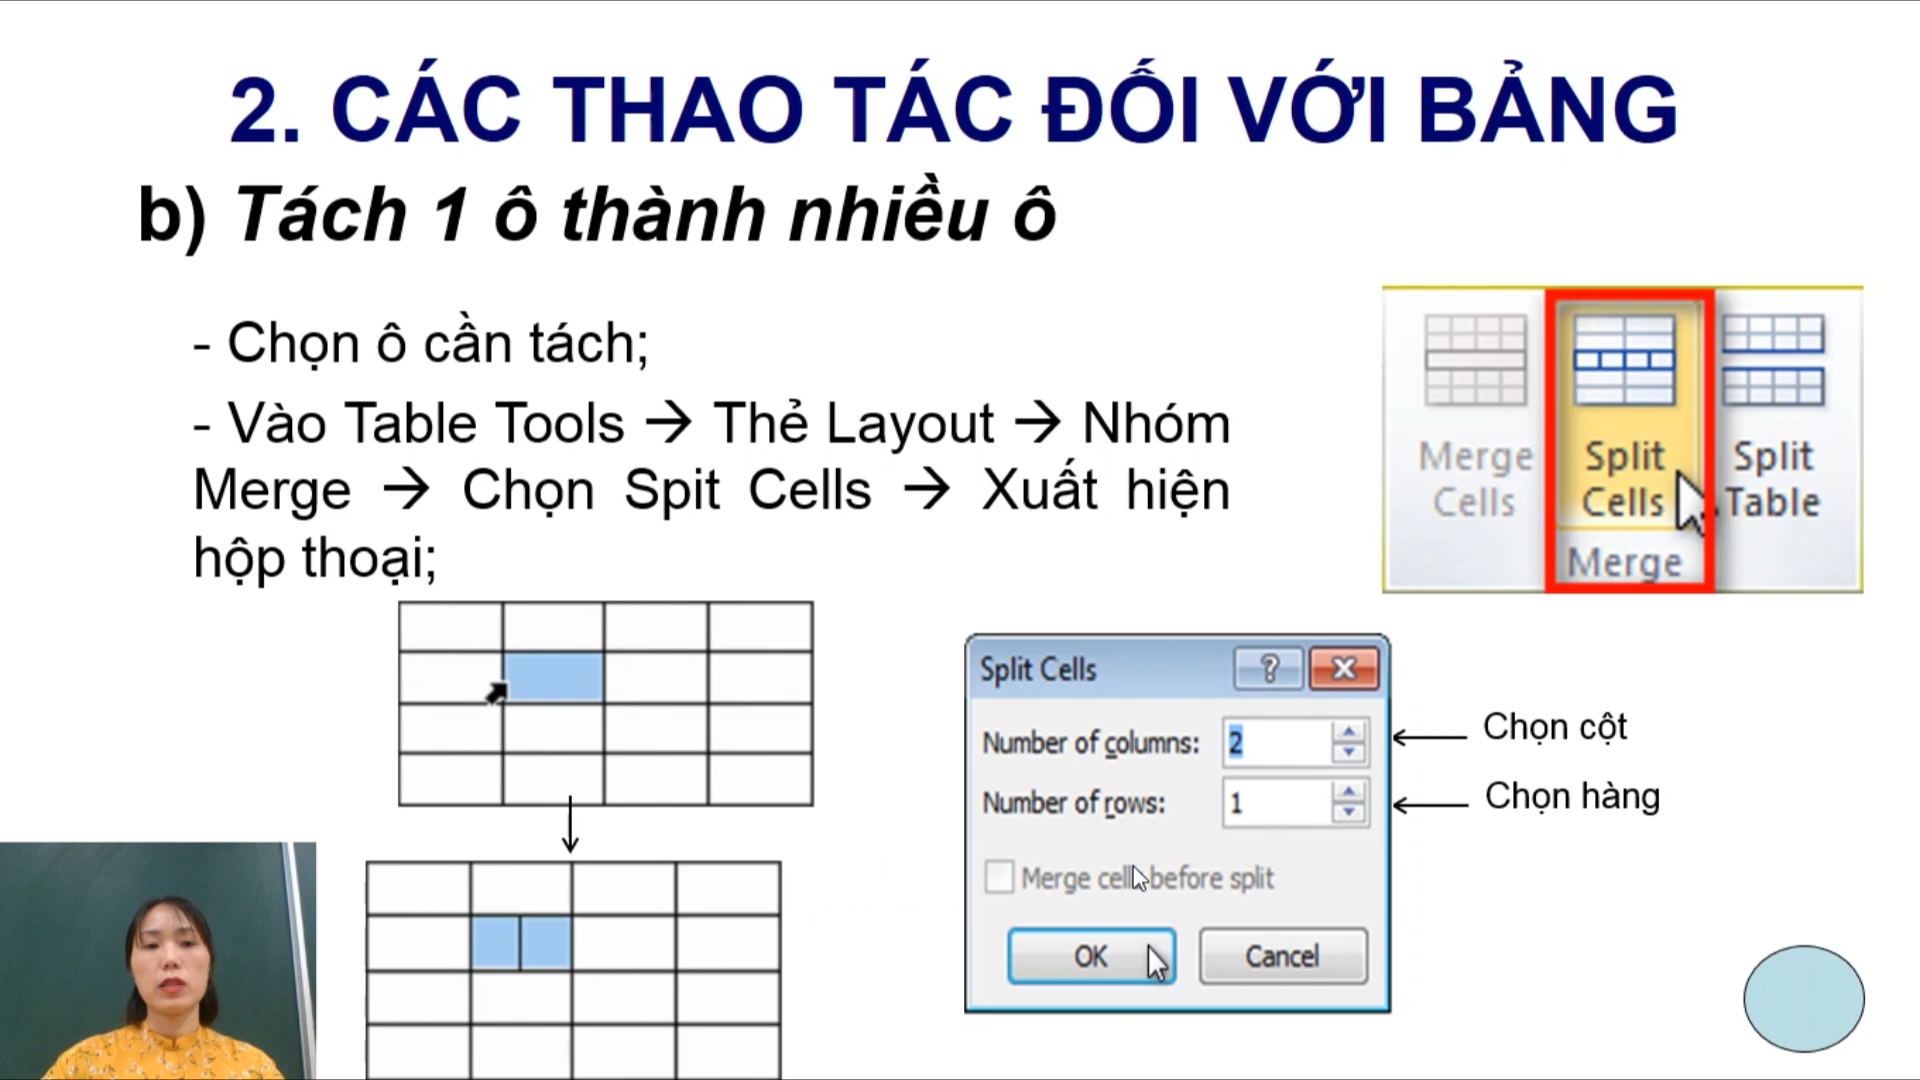 2. CÁC THAO TÁC ĐỐI VỚI BẢNG
b) Tách 1 ô thành nhiều ô
- Chọn ô cần tách;
- Vào Table Tools → Thẻ Layout → Nhóm
Merge → Chọn Spit Cells → Xuất hiện
hộp thoại;
Merge Cells
Split Cells
Split Table
Merge
Split Cells
?
Number of columns: 2
Chọn cột
Number of rows: 1
Chọn hàng
Merge cells before split
OK
Cancel